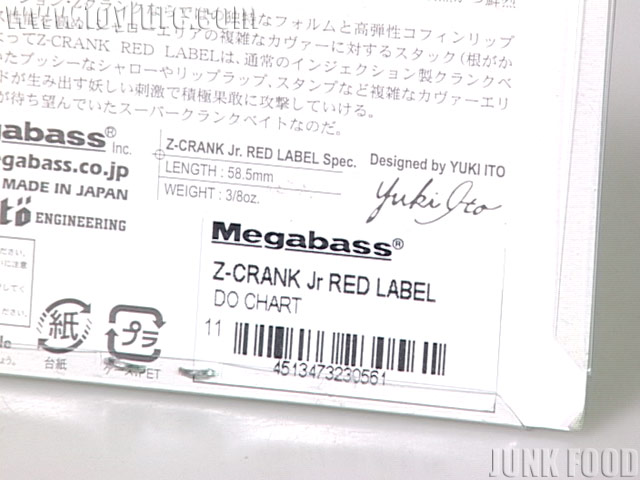 理的なフォルムと高弾性コフィンリップ
エリアの複雑なカヴァーに対するスタック(根がか
ってZ-CRANK RED LABELは、通常のインジェクション製クランクベ
たブッシーなシャローやリップラップ、スタンプなど複雑なカヴァーエリ
ドが生み出す妖しい刺激で積極果敢に攻撃していける。
が待ち望んでいたスーパークランクベイトなのだ。
egabass® Inc.
egabass.co.jp
MADE IN JAPAN
tö ENGINEERING
Z-CRANK Jr. RED LABEL Spec.
LENGTH : 58.5mm
WEIGHT : 3/8oz.
Designed by YUKI ITO
Yuki Ito
Megabass®
Z-CRANK Jr RED LABEL
DO CHART
11
4513473230561
紙
台紙
プラ
ケース:PET
JUNK FOOD